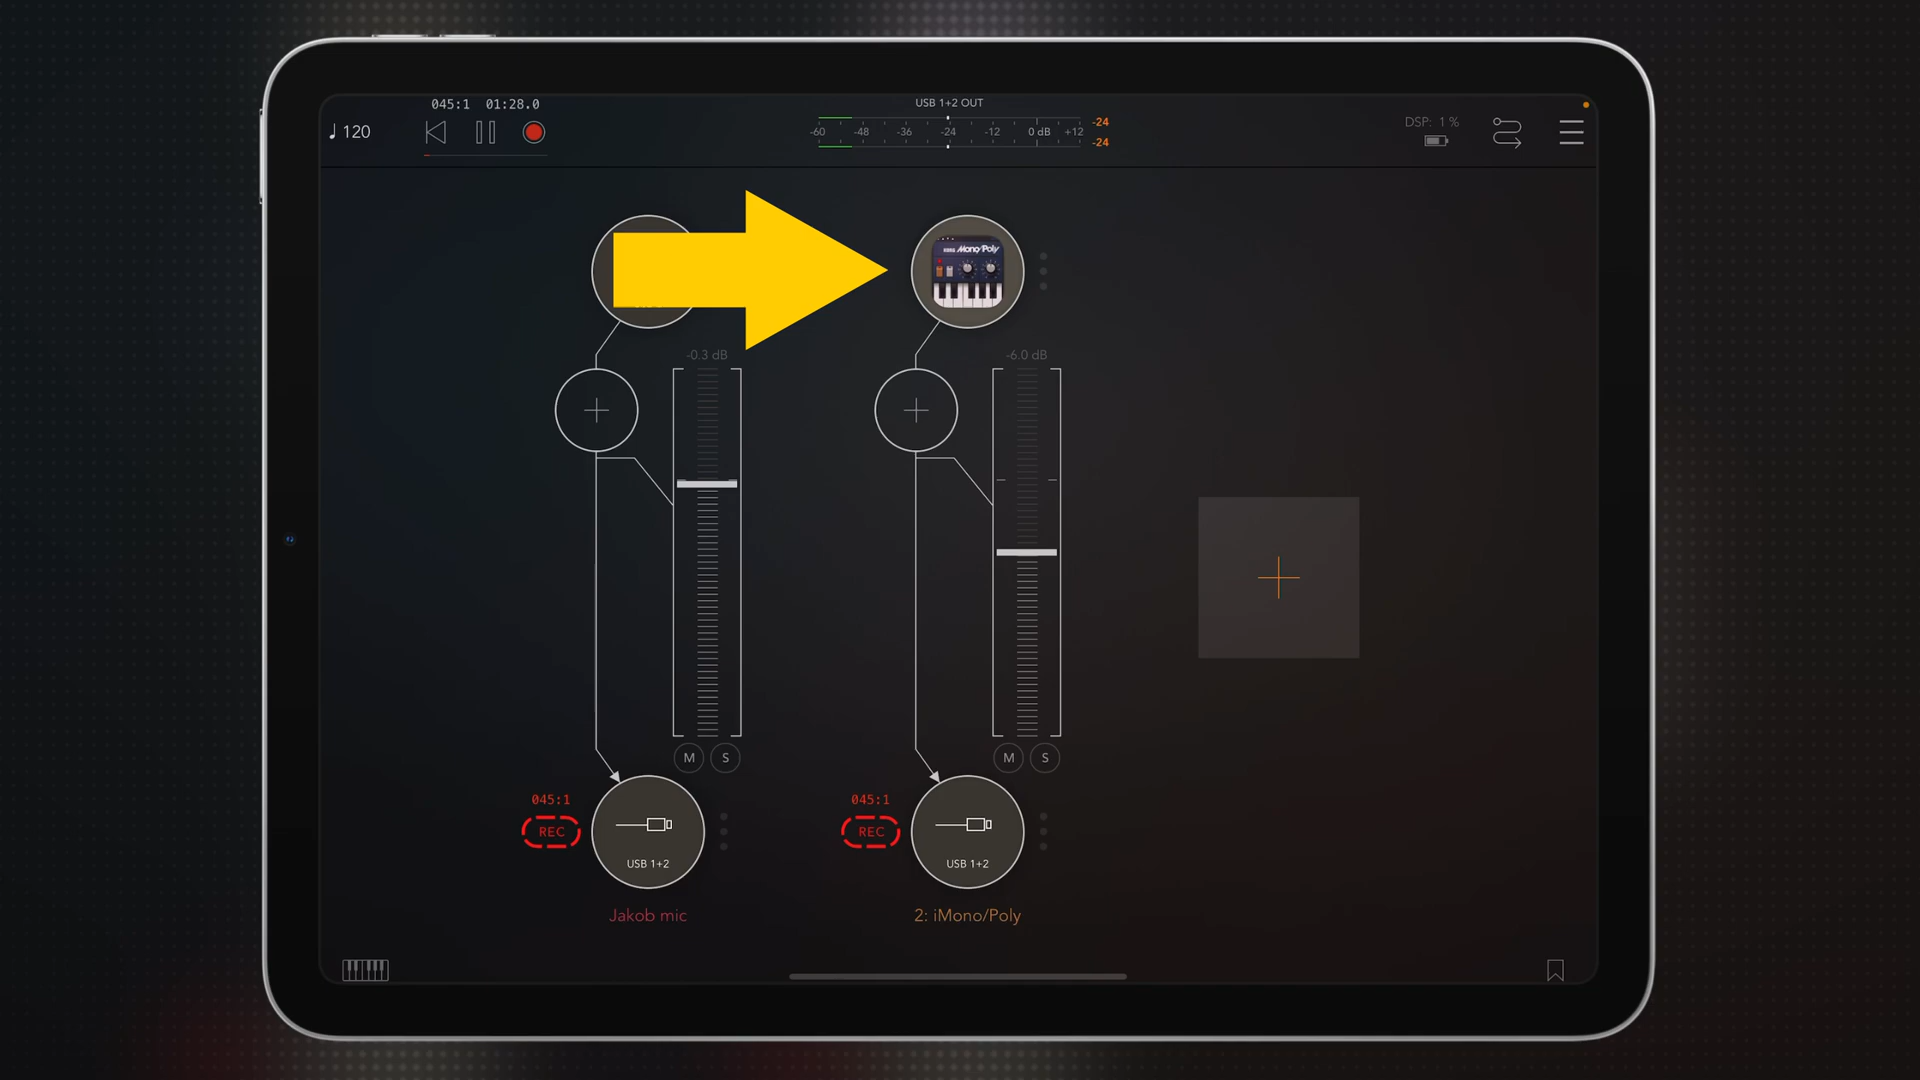 045:1 01:28.0
♩ 120
USB 1+2 OUT
-60 -48 -36 -24 -12 0 dB +12
-24
-24
DSP: 1 %
KORG Mono/Poly
-0.3 dB
-6.0 dB
M S
M S
045:1
REC
USB 1+2
045:1
REC
USB 1+2
Jakob mic
2: iMono/Poly